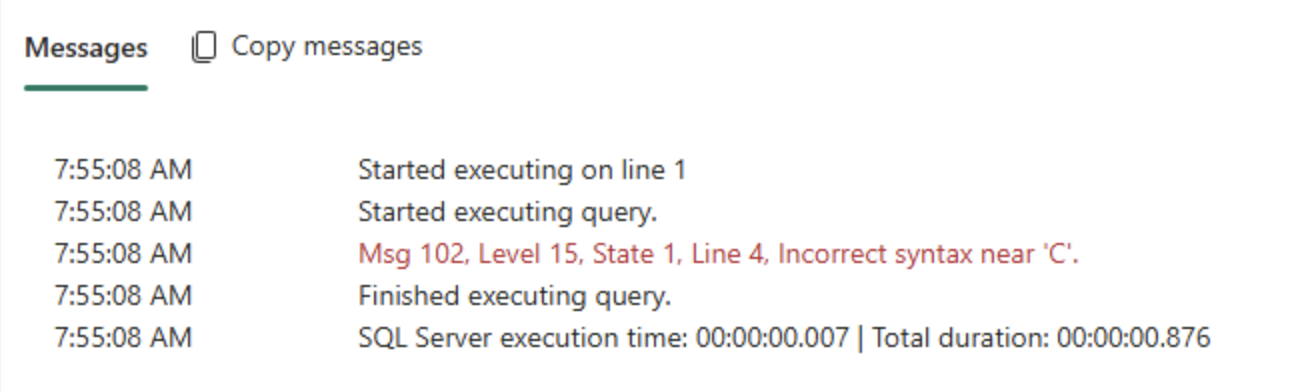 Messages Copy messages
7:55:08 AM Started executing on line 1
7:55:08 AM Started executing query.
7:55:08 AM Msg 102, Level 15, State 1, Line 4, Incorrect syntax near 'C'.
7:55:08 AM Finished executing query.
7:55:08 AM SQL Server execution time: 00:00:00.007 | Total duration: 00:00:00.876